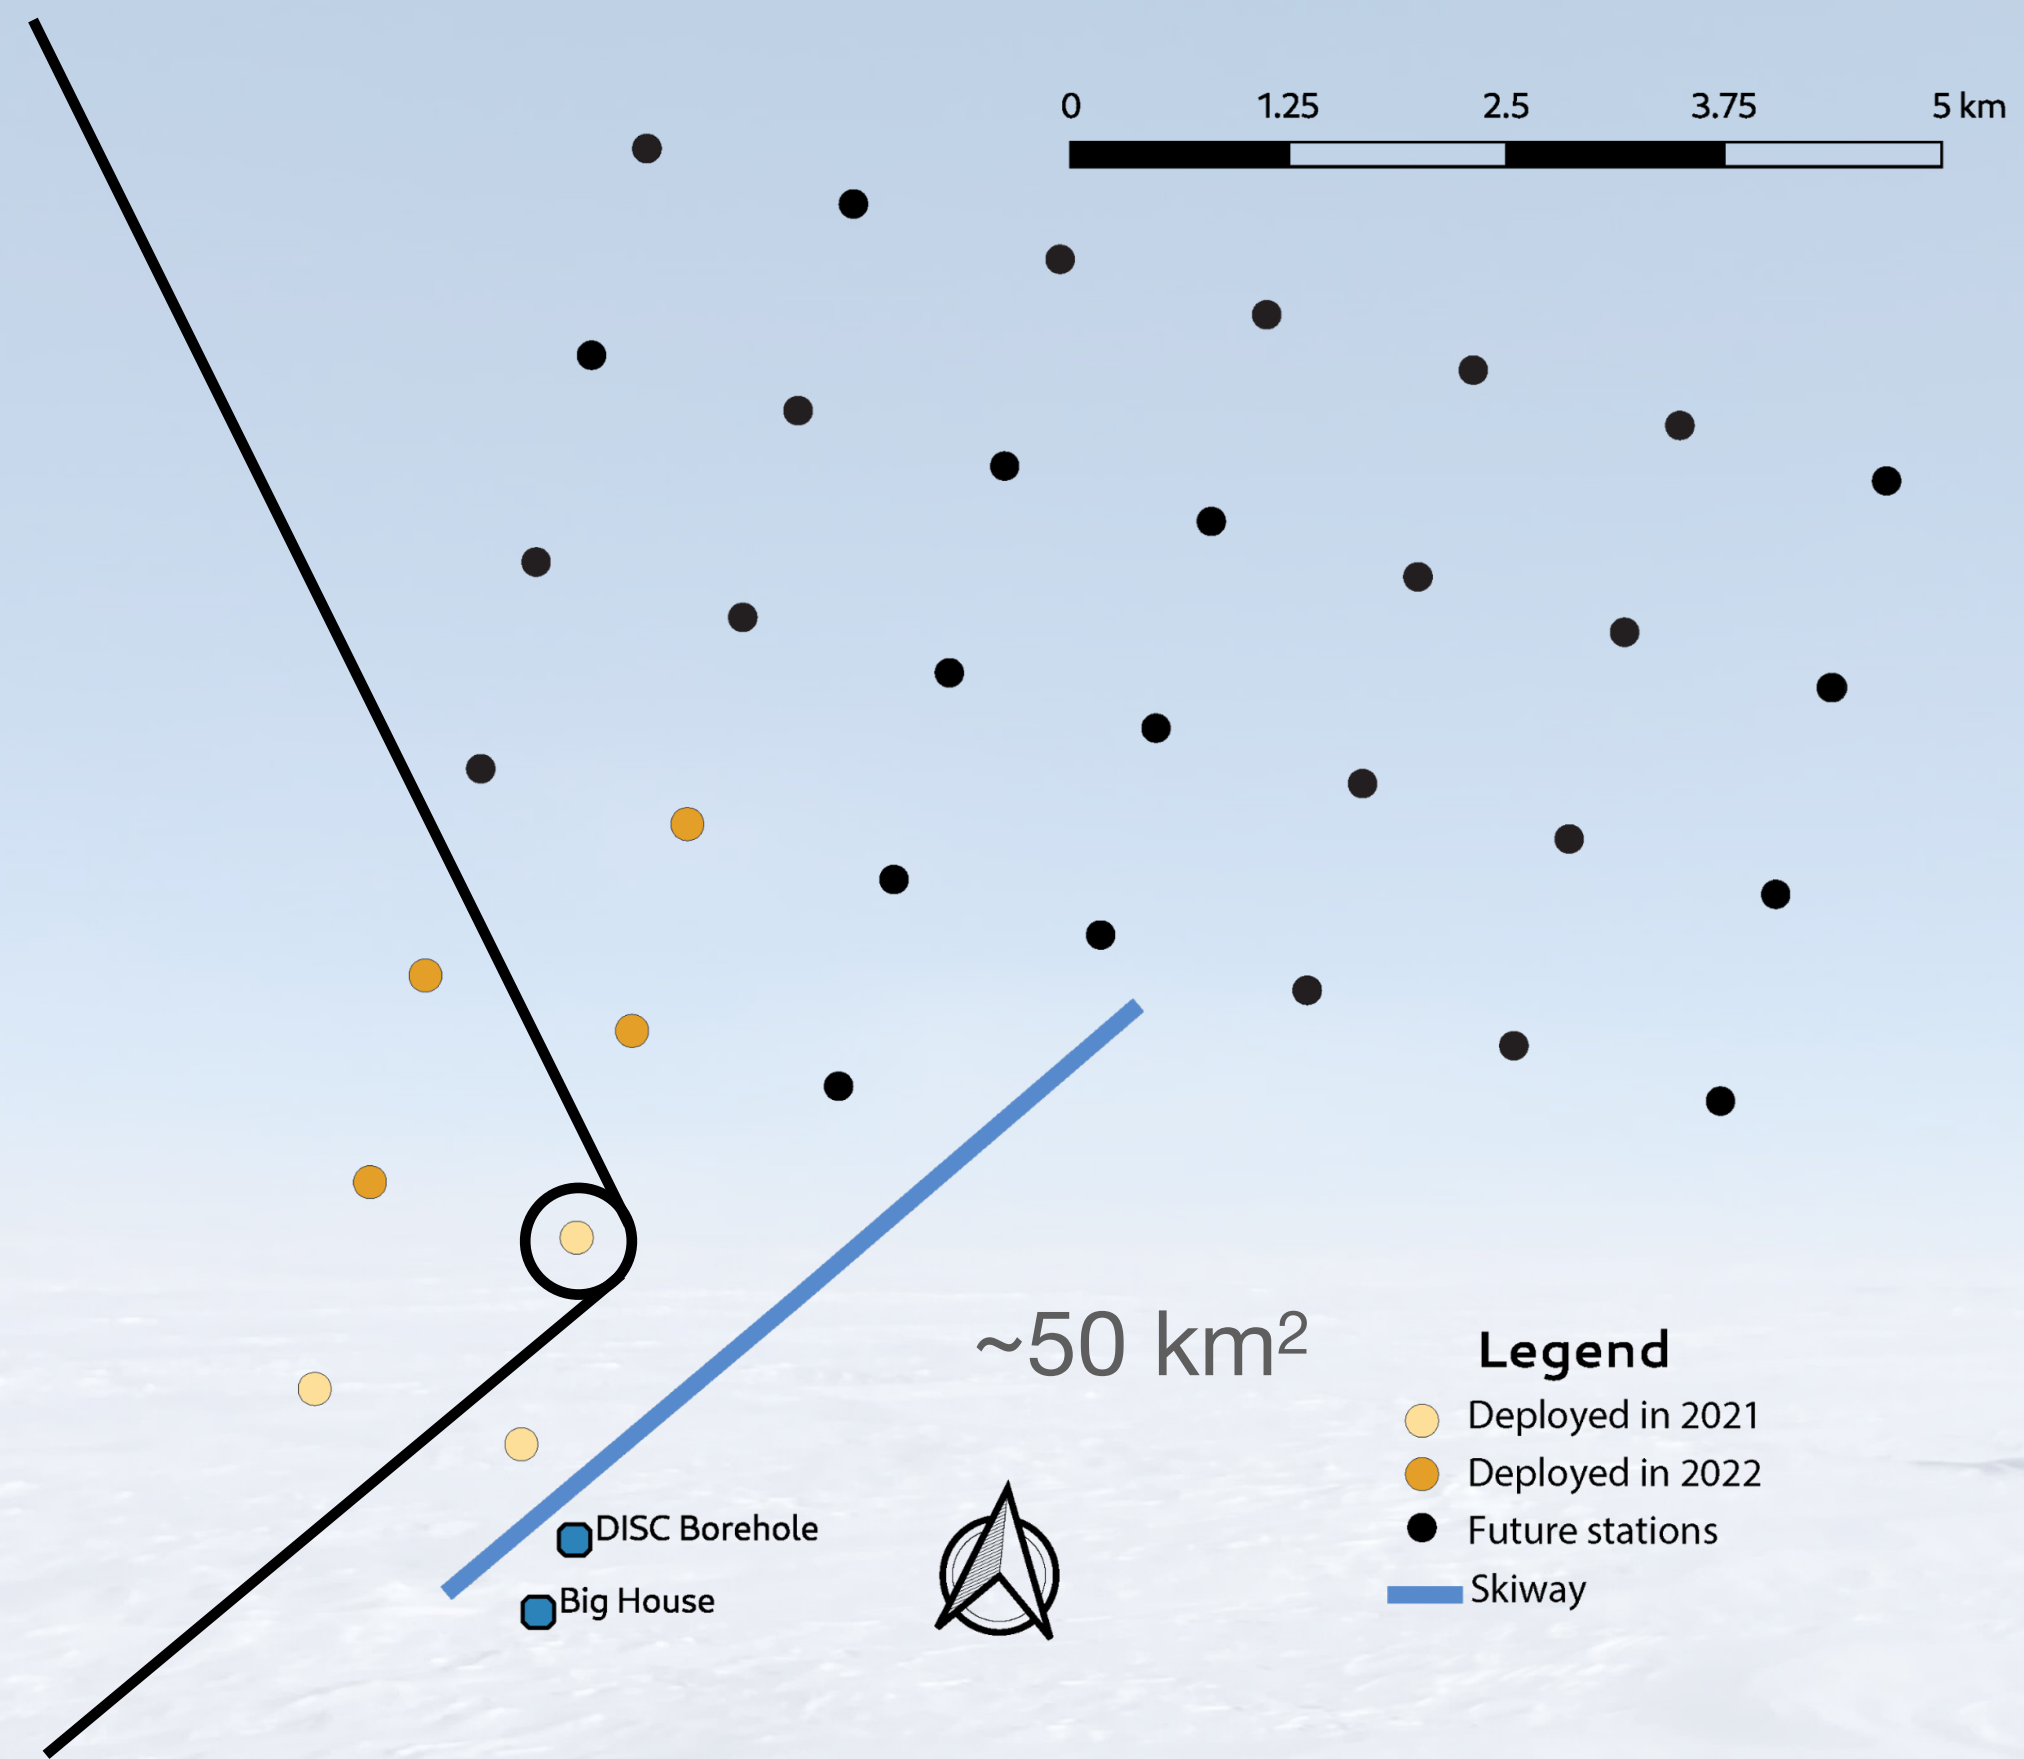 0 1.25 2.5 3.75 5 km
~50 km²
Legend
Deployed in 2021
Deployed in 2022
Future stations
Skiway
DISC Borehole
Big House